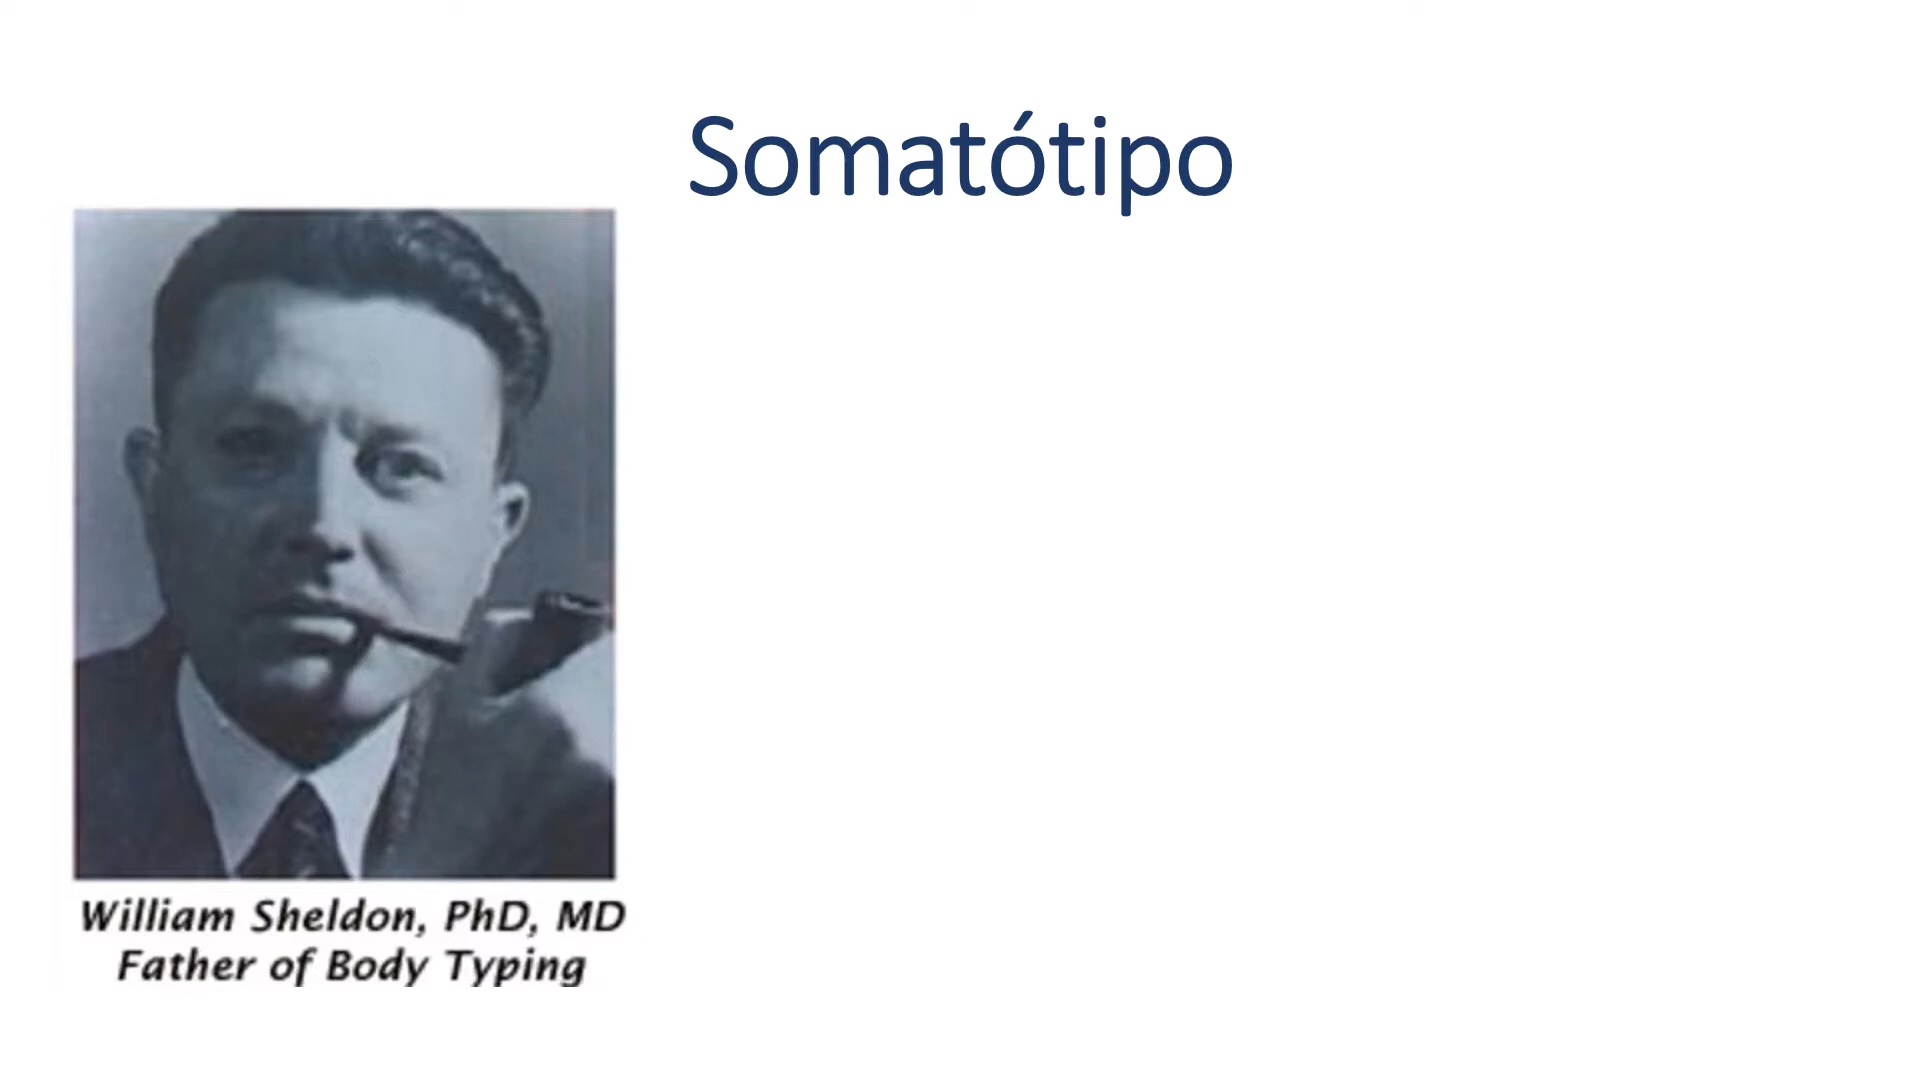 Somatótipo
William Sheldon, PhD, MD
Father of Body Typing